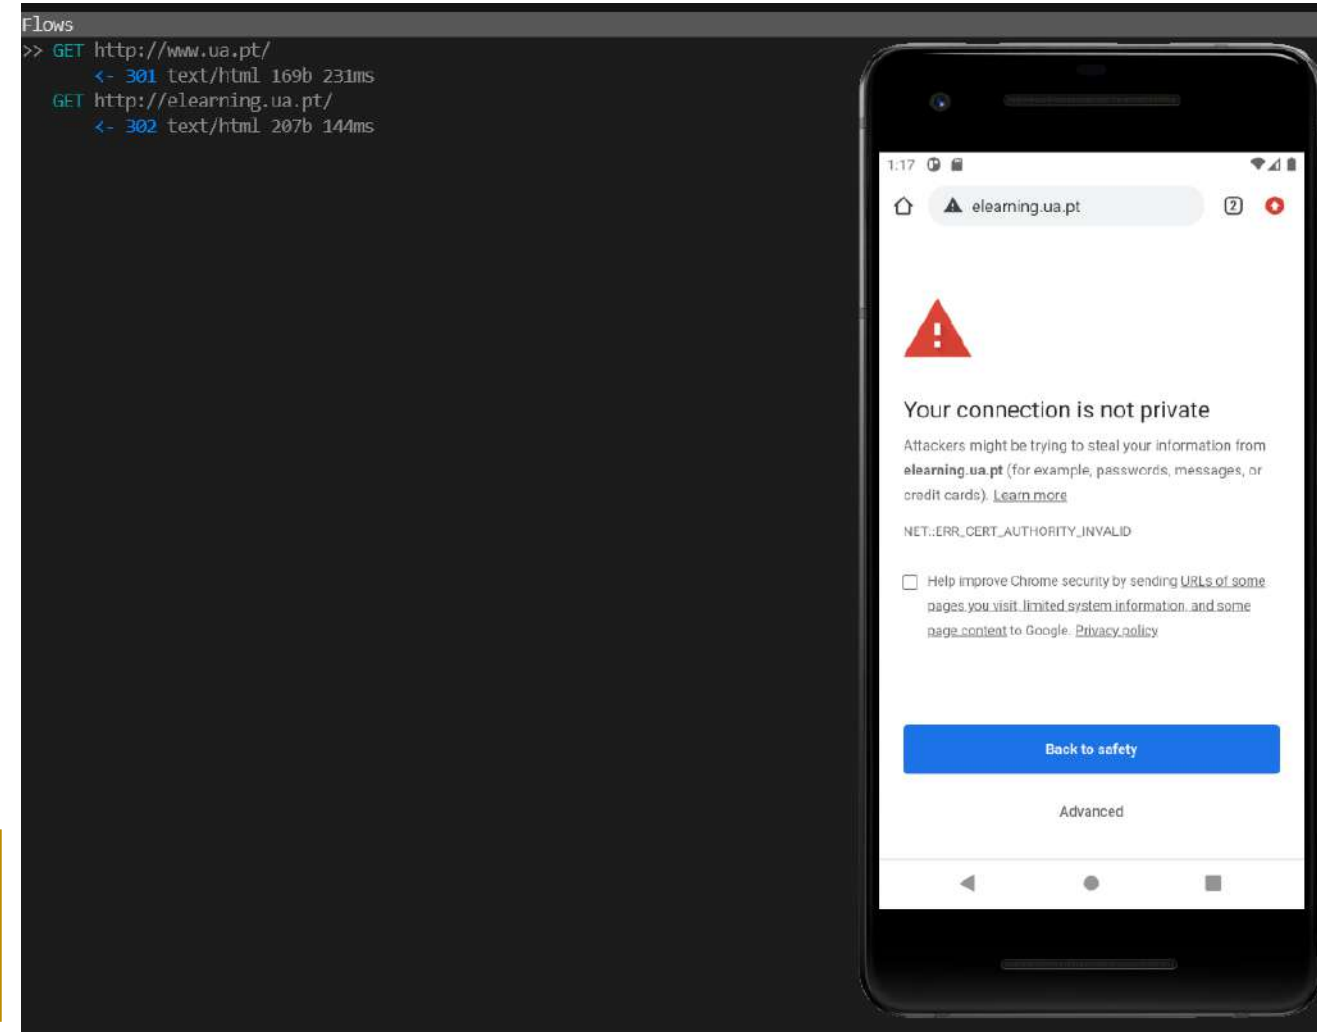 Flows
>> GET http://www.ua.pt/
<- 301 text/html 169b 231ms
GET http://elearning.ua.pt/
<- 302 text/html 207b 144ms
1:17
elearning.ua.pt
2
Your connection is not private
Attackers might be trying to steal your information from
elearning.ua.pt (for example, passwords, messages, or
credit cards). Learn more
NET::ERR_CERT_AUTHORITY_INVALID
Help improve Chrome security by sending URLs of some
pages you visit, limited system information, and some
page content to Google. Privacy policy
Back to safety
Advanced